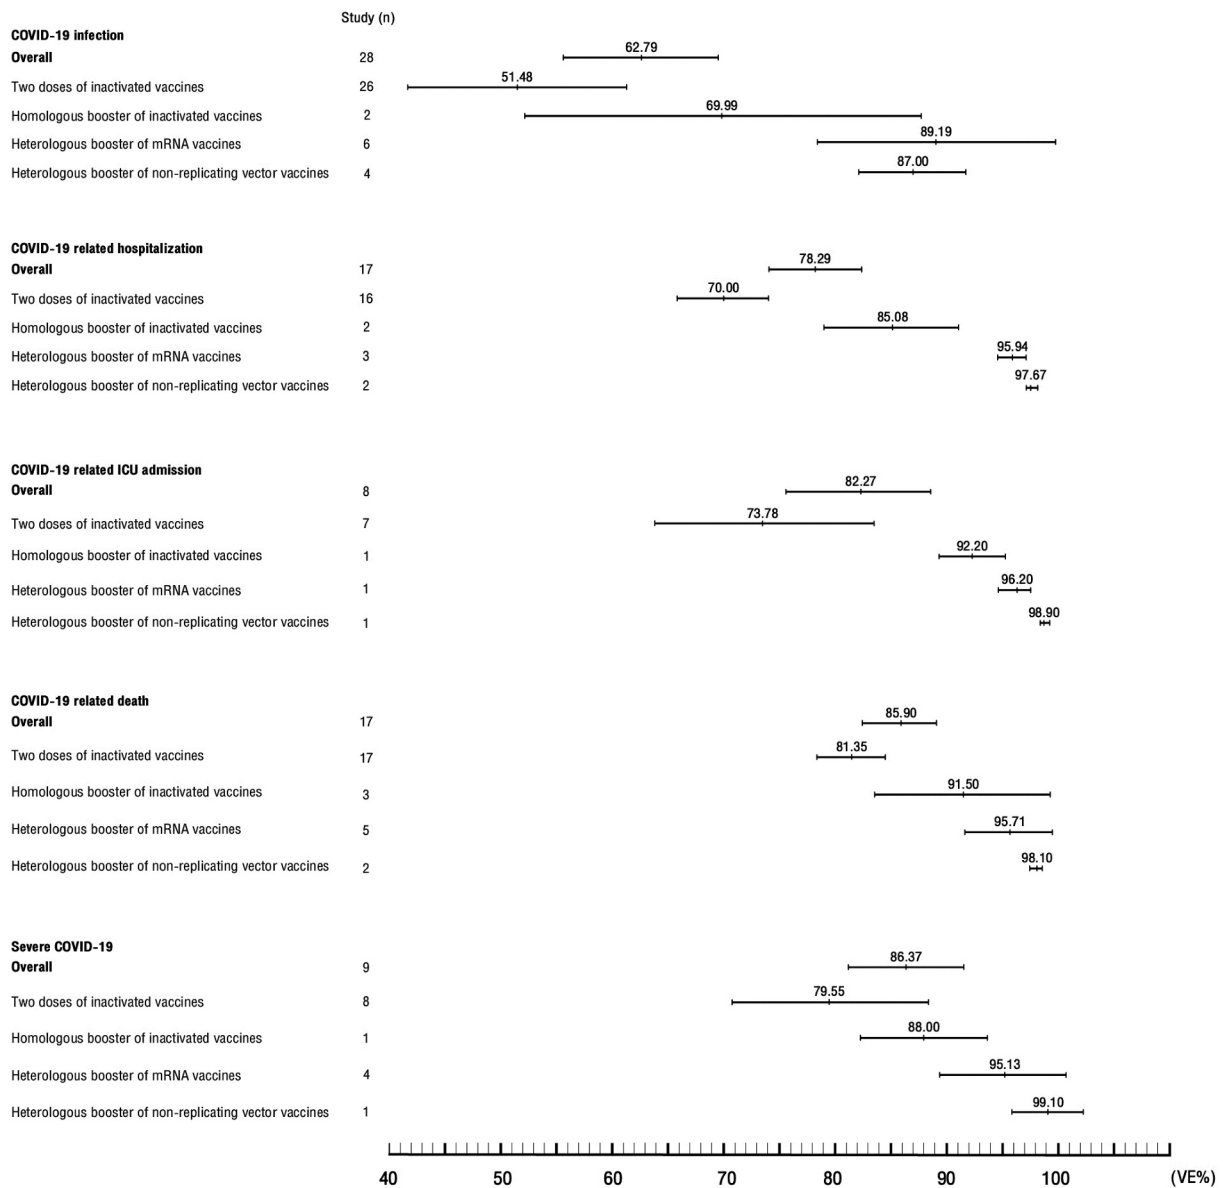 Study (n)
COVID-19 infection
Overall 28 62.79
Two doses of inactivated vaccines 26 51.48
Homologous booster of inactivated vaccines 2 69.99
Heterologous booster of mRNA vaccines 6 89.19
Heterologous booster of non-replicating vector vaccines 4 87.00
COVID-19 related hospitalization
Overall 17 78.29
Two doses of inactivated vaccines 16 70.00
Homologous booster of inactivated vaccines 2 85.08
Heterologous booster of mRNA vaccines 3 95.94
Heterologous booster of non-replicating vector vaccines 2 97.67
COVID-19 related ICU admission
Overall 8 82.27
Two doses of inactivated vaccines 7 73.78
Homologous booster of inactivated vaccines 1 92.20
Heterologous booster of mRNA vaccines 1 96.20
Heterologous booster of non-replicating vector vaccines 1 98.90
COVID-19 related death
Overall 17 85.90
Two doses of inactivated vaccines 17 81.35
Homologous booster of inactivated vaccines 3 91.50
Heterologous booster of mRNA vaccines 5 95.71
Heterologous booster of non-replicating vector vaccines 2 98.10
Severe COVID-19
Overall 9 86.37
Two doses of inactivated vaccines 8 79.55
Homologous booster of inactivated vaccines 1 88.00
Heterologous booster of mRNA vaccines 4 95.13
Heterologous booster of non-replicating vector vaccines 1 99.10
40 50 60 70 80 90 100 (VE%)